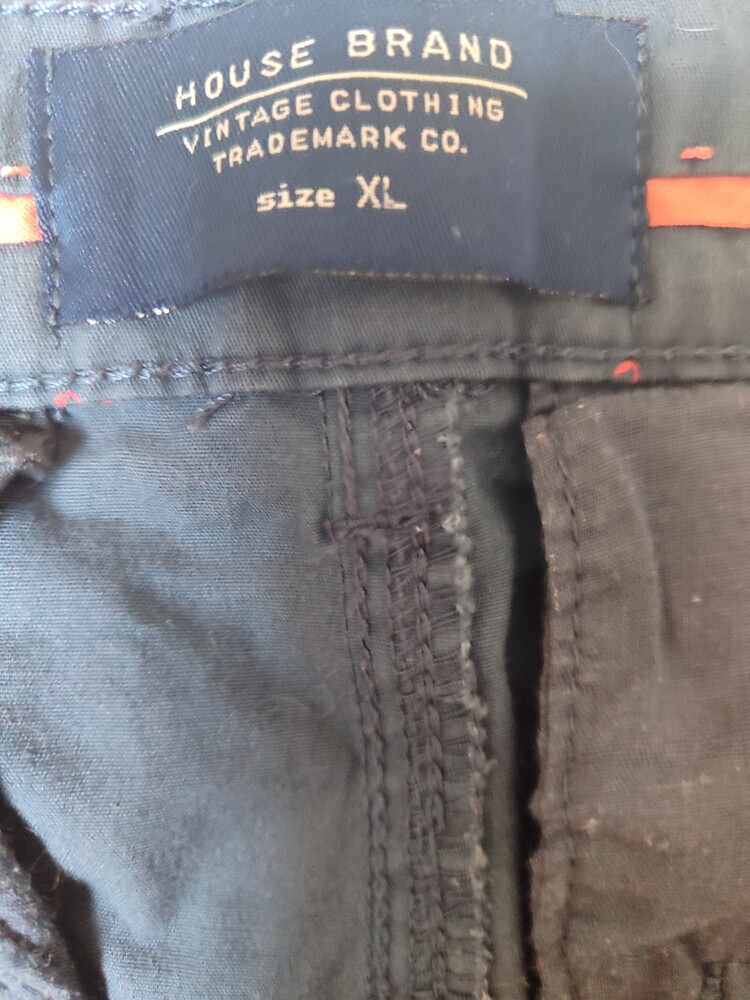 HOUSE BRAND
VINTAGE CLOTHING
TRADEMARK CO.
size XL